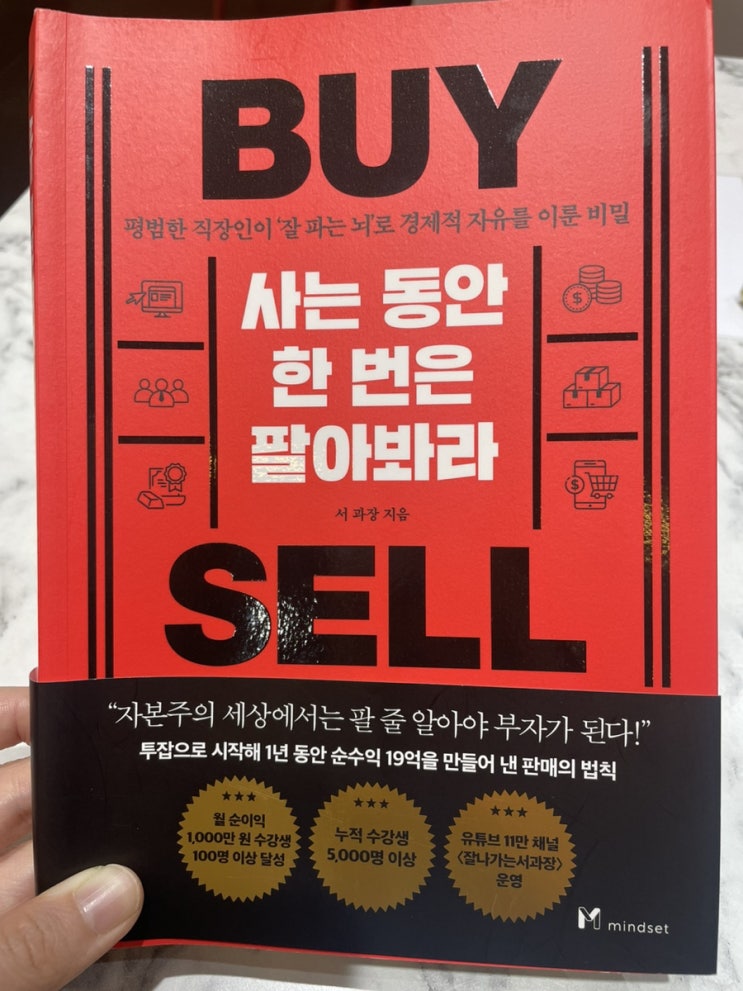 BUY
평범한 직장인이 '잘 파는 뇌'로 경제적 자유를 이룬 비밀
사는 동안
한 번은
팔아봐라
서 과장 지음
SELL
“자본주의 세상에서는 팔 줄 알아야 부자가 된다!”
투잡으로 시작해 1년 동안 순수익 19억을 만들어 낸 판매의 법칙
월 순이익
1,000만 원 수강생
100명 이상 달성
누적 수강생
5,000명 이상
유튜브 11만 채널
<잘나가는서과장>
운영
M mindset